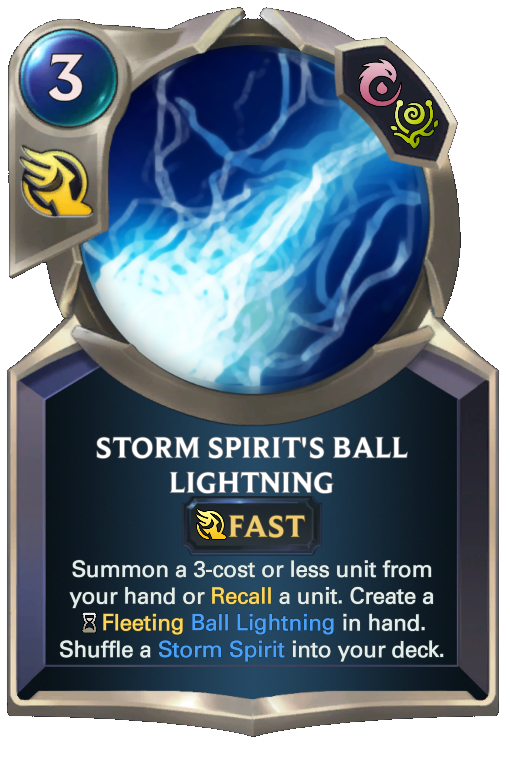 3
STORM SPIRIT'S BALL
LIGHTNING
FAST
Summon a 3-cost or less unit from
your hand or Recall a unit. Create a
Fleeting Ball Lightning in hand.
Shuffle a Storm Spirit into your deck.